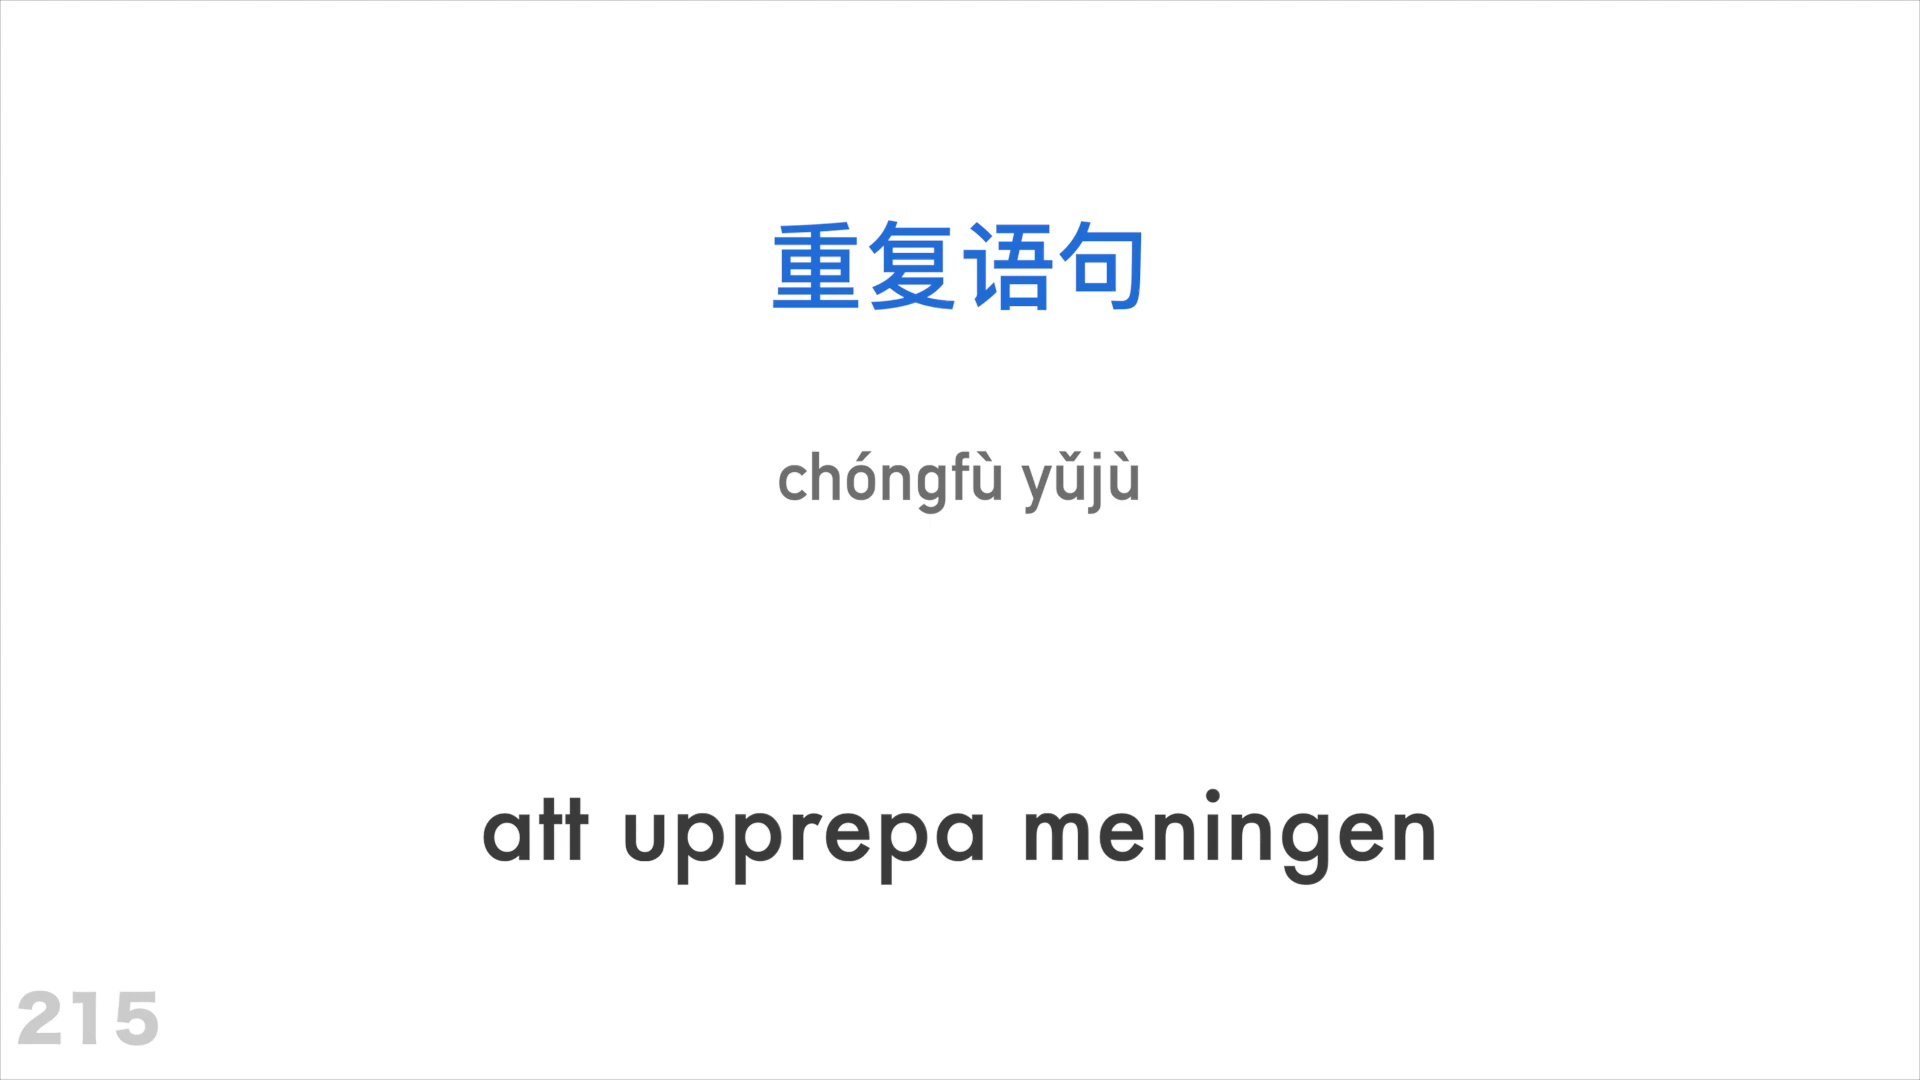 重复语句
chóngfù yǔjù
att upprepa meningen
215